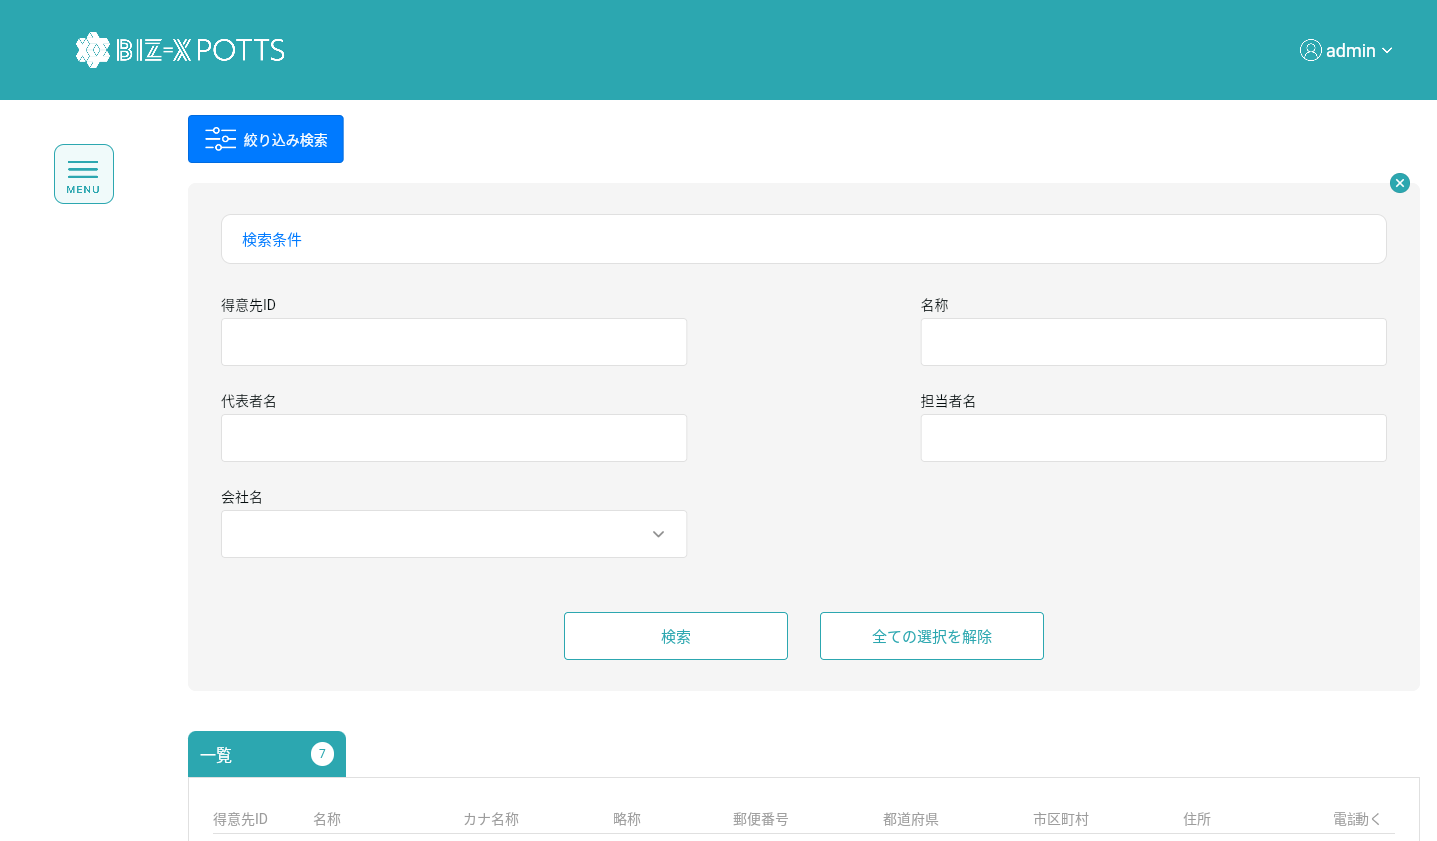 BIZ=X POTTS
admin
絞り込み検索
MENU
検索条件
得意先ID
名称
代表者名
担当者名
会社名
検索
全ての選択を解除
一覧 7
得意先ID 名称 カナ名称 略称 郵便番号 都道府県 市区町村 住所 電話動く